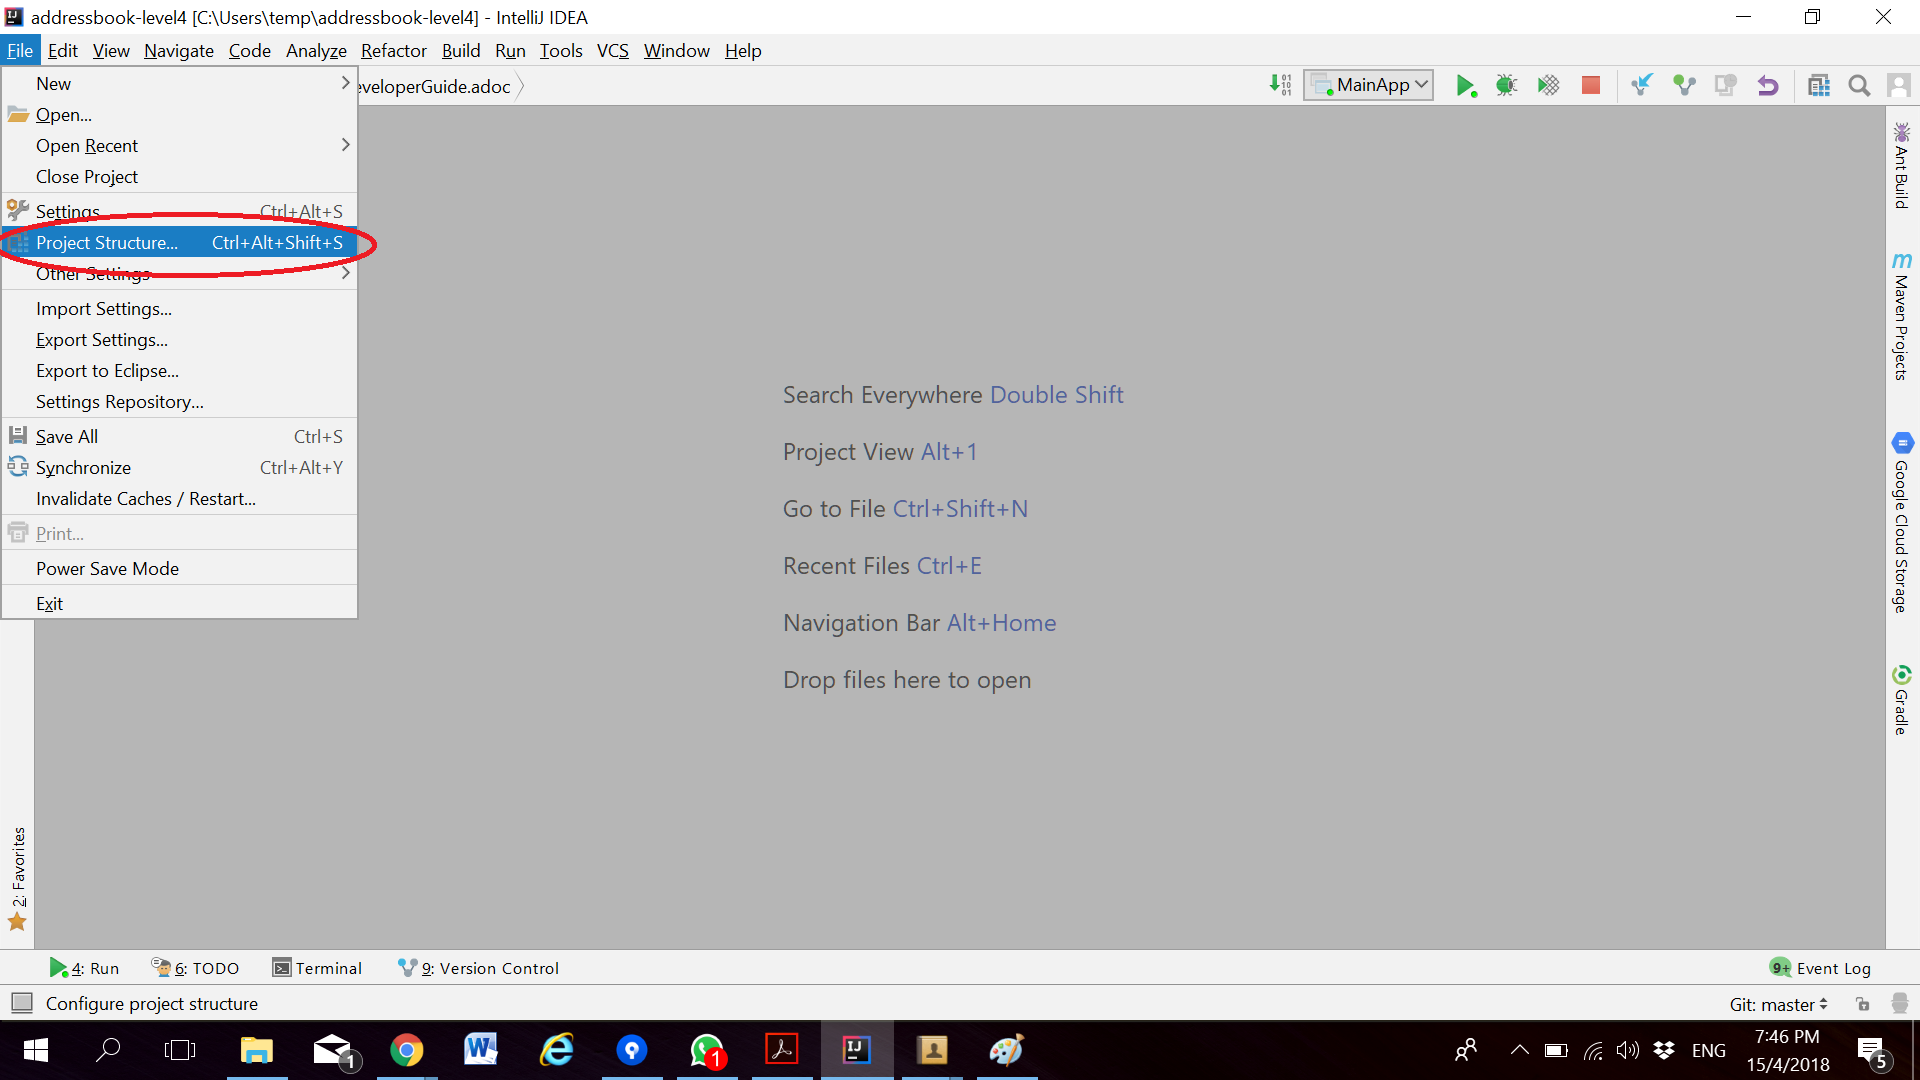 addressbook-level4 [C:\Users\temp\addressbook-level4] - IntelliJ IDEA
File Edit View Navigate Code Analyze Refactor Build Run Tools VCS Window Help
eveloperGuide.adoc
MainApp
New
Open...
Open Recent
Close Project
Settings Ctrl+Alt+S
Project Structure... Ctrl+Alt+Shift+S
Other Settings
Import Settings...
Export Settings...
Export to Eclipse...
Settings Repository...
Save All Ctrl+S
Synchronize Ctrl+Alt+Y
Invalidate Caches / Restart...
Print...
Power Save Mode
Exit
Search Everywhere Double Shift
Project View Alt+1
Go to File Ctrl+Shift+N
Recent Files Ctrl+E
Navigation Bar Alt+Home
Drop files here to open
Ant Build
Maven Projects
Google Cloud Storage
Gradle
2: Favorites
4: Run 6: TODO Terminal 9: Version Control
9+ Event Log
Configure project structure
Git: master
1
1
ENG
7:46 PM
15/4/2018
5